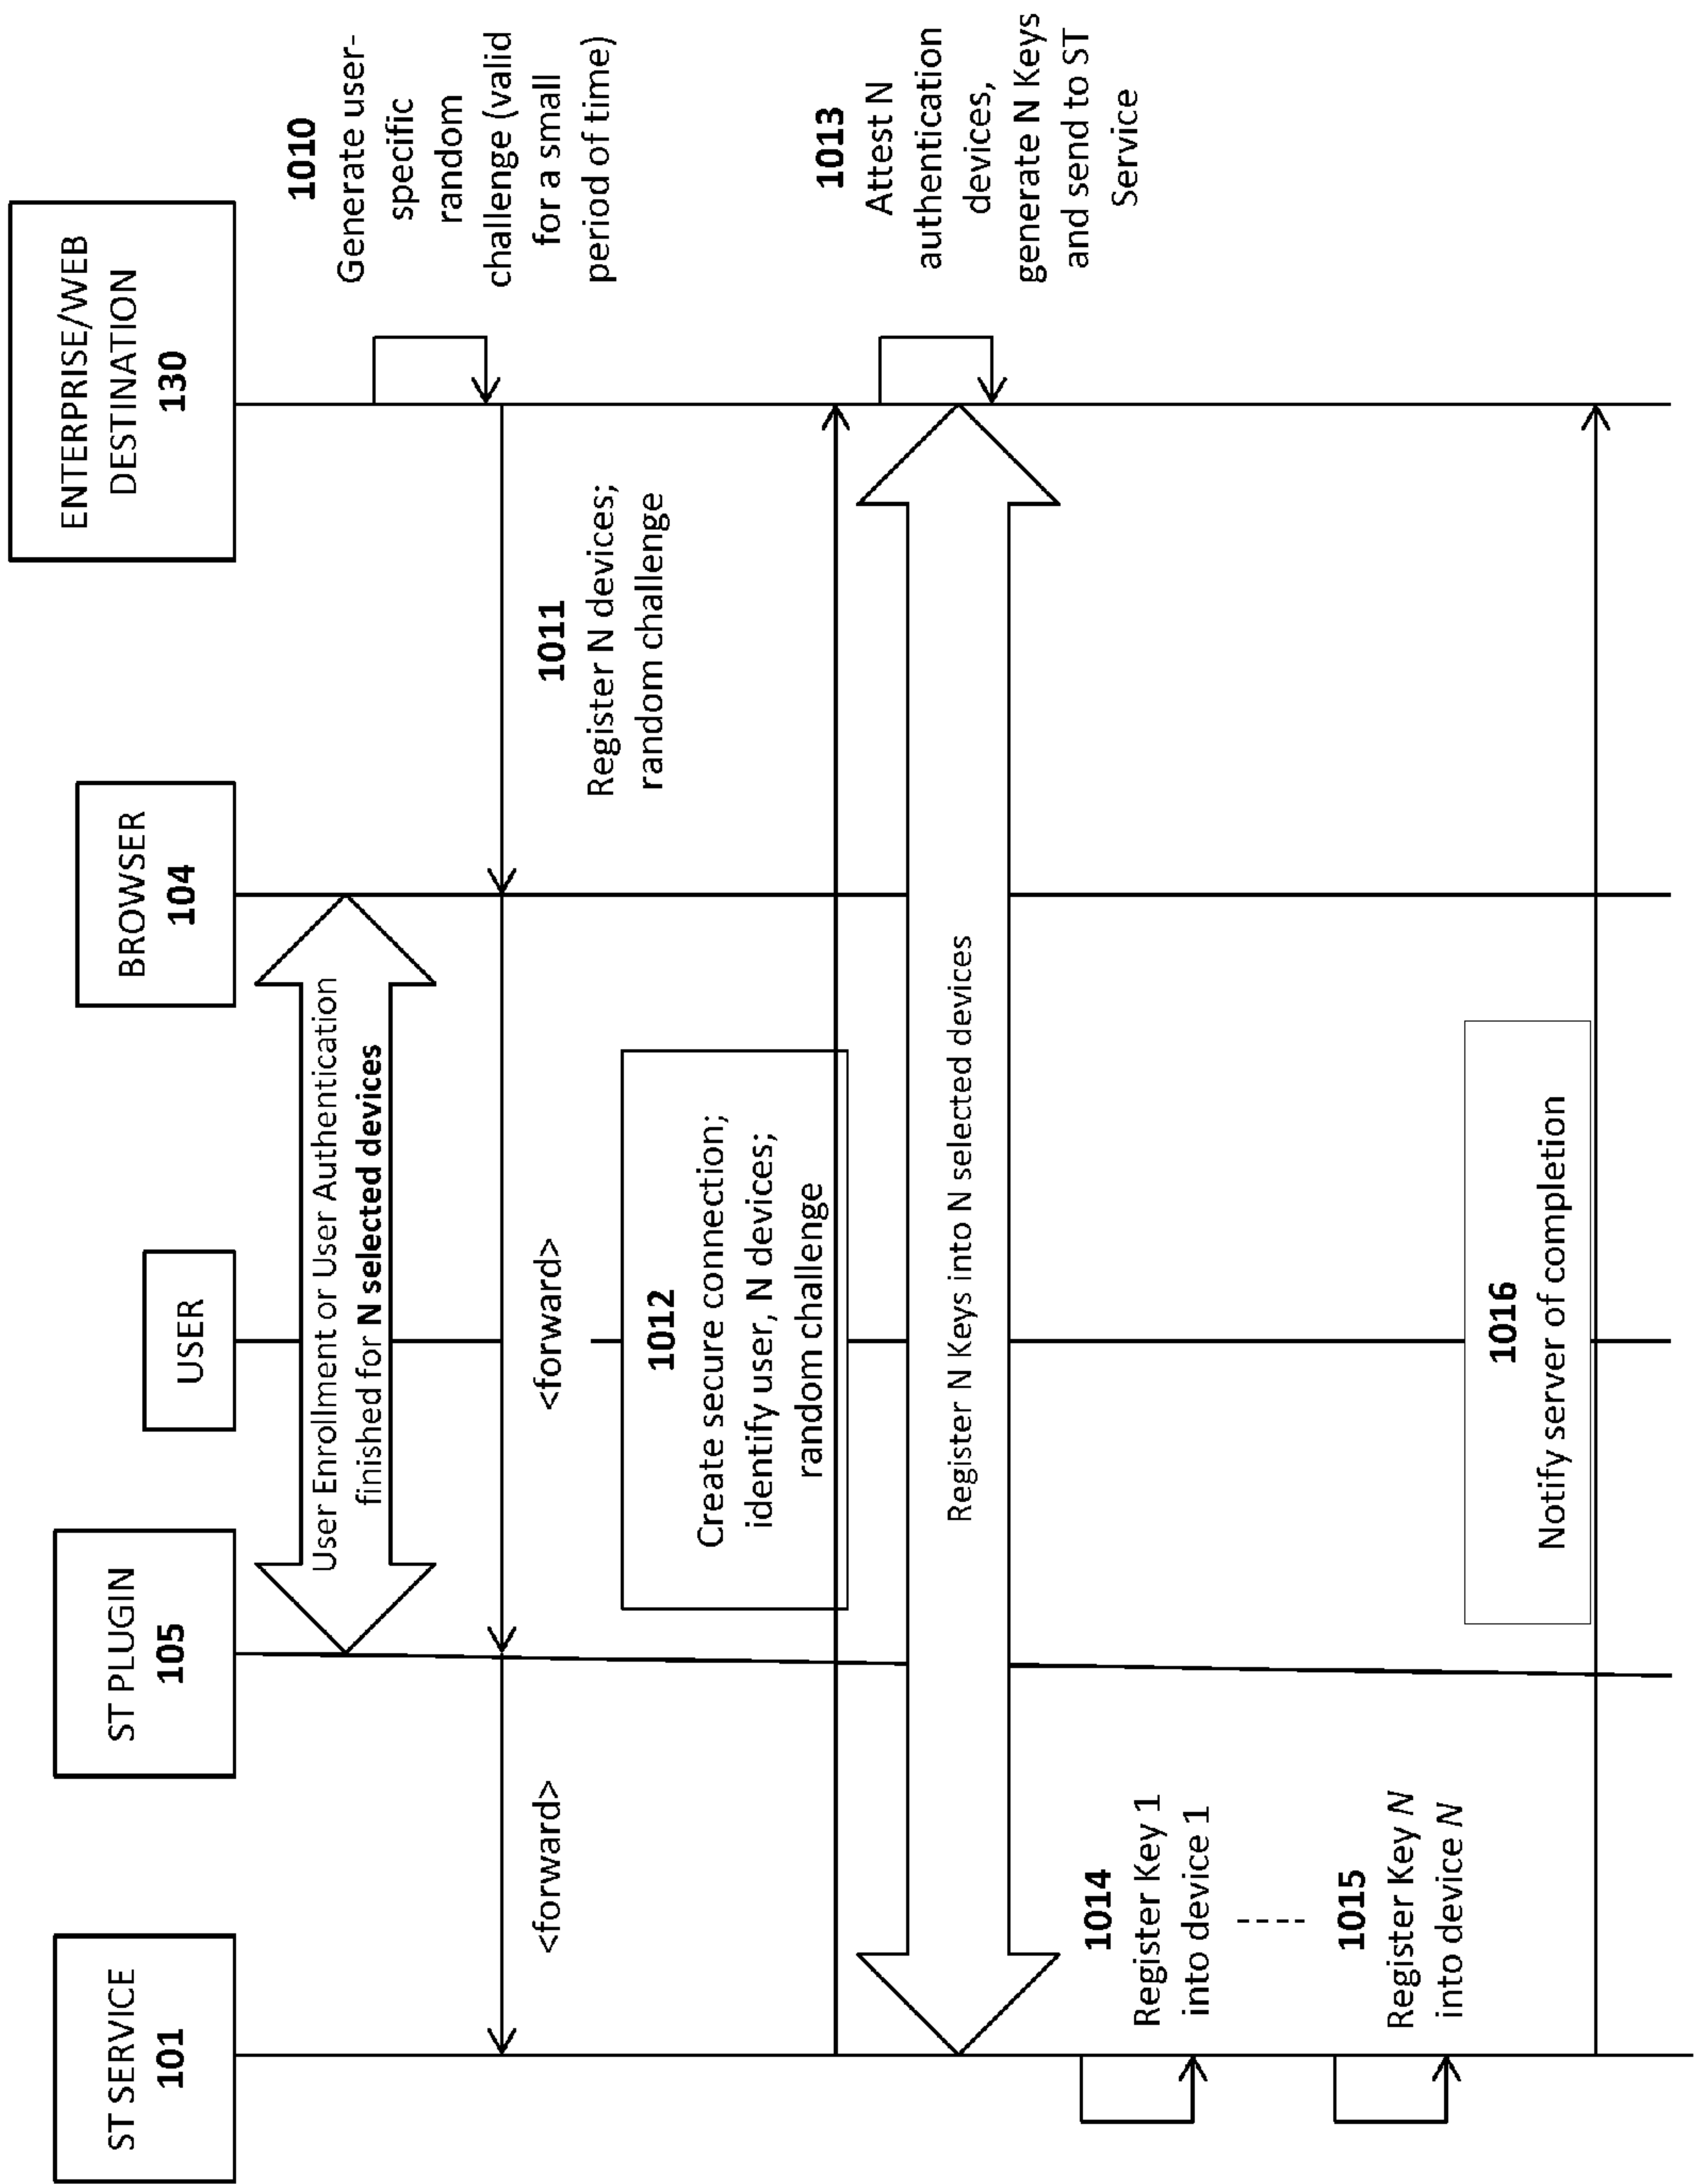 ST SERVICE
101
ST PLUGIN
105
USER
BROWSER
104
ENTERPRISE/WEB
DESTINATION
130
User Enrollment or User Authentication
finished for N selected devices
1010
Generate user-
specific
random
challenge (valid
for a small
period of time)
<forward>
<forward>
1011
Register N devices;
random challenge
1012
Create secure connection;
identify user, N devices;
random challenge
1013
Attest N
authentication
devices,
generate N Keys
and send to ST
Service
Register N Keys into N selected devices
1014
Register Key 1
into device 1
1015
Register Key N
into device N
1016
Notify server of completion